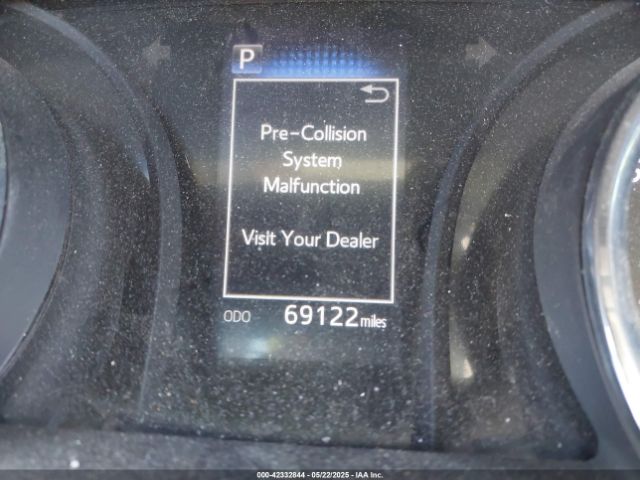 P
Pre-Collision
System
Malfunction
Visit Your Dealer
ODO 69122 miles
000-42332844 - 05/22/2025 - IAA Inc.